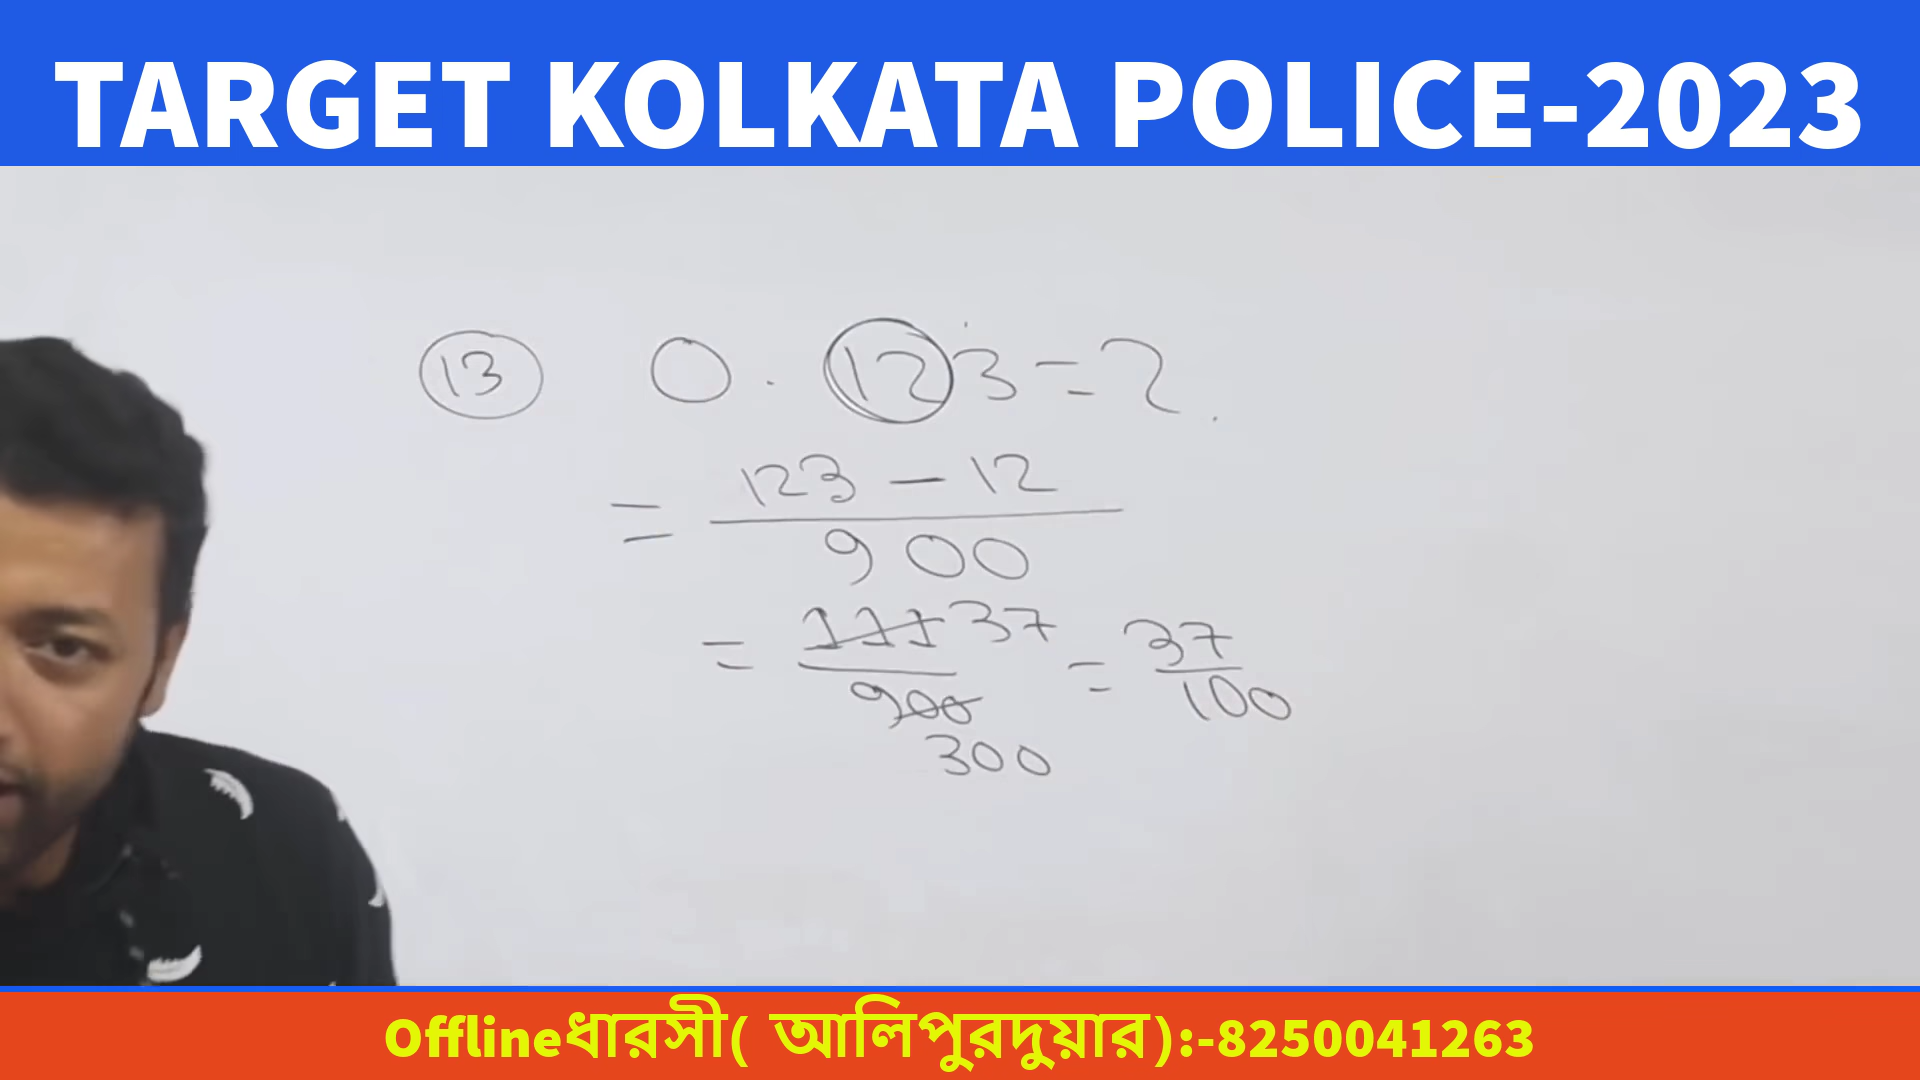 TARGET KOLKATA POLICE-2023
13 0.123̇ = ?
= 123 - 12
900
= 111 37 = 37
900 100
300
Offlineধারসী( আলিপুরদুয়ার):-8250041263